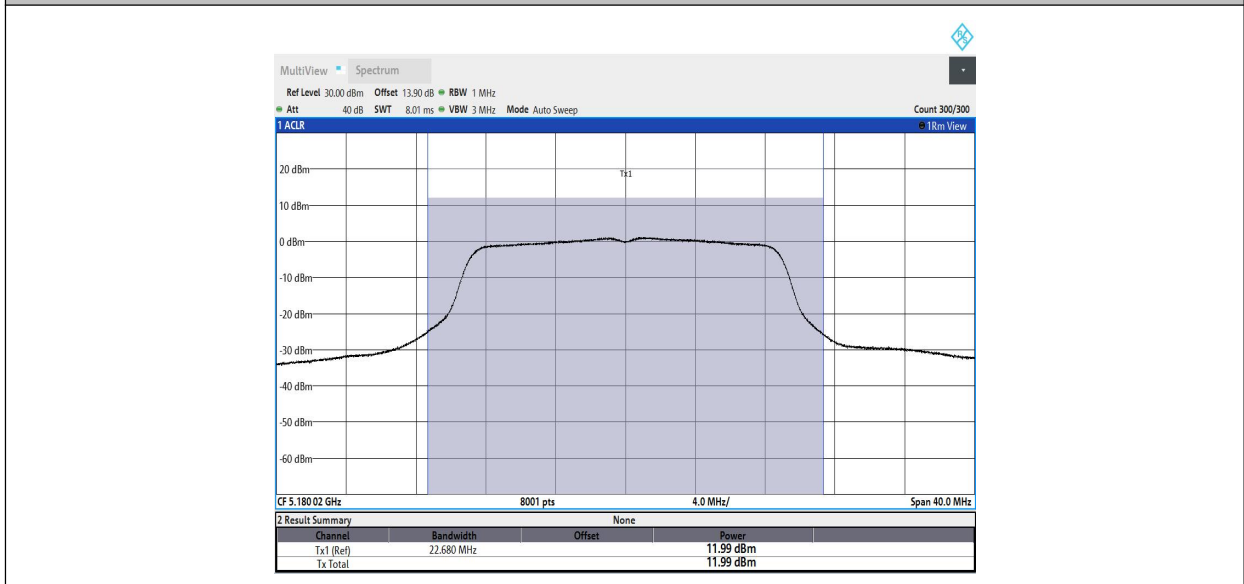 R S
MultiView Spectrum
Ref Level 30.00 dBm Offset 13.90 dB RBW 1 MHz
Att 40 dB SWT 8.01 ms VBW 3 MHz Mode Auto Sweep Count 300/300
1 ACLR 1Rm View
20 dBm
Tx1
10 dBm
0 dBm
-10 dBm
-20 dBm
-30 dBm
-40 dBm
-50 dBm
-60 dBm
CF 5.180 02 GHz 8001 pts 4.0 MHz/ Span 40.0 MHz
2 Result Summary None
Channel Bandwidth Offset Power
Tx1 (Ref) 22.680 MHz 11.99 dBm
Tx Total 11.99 dBm